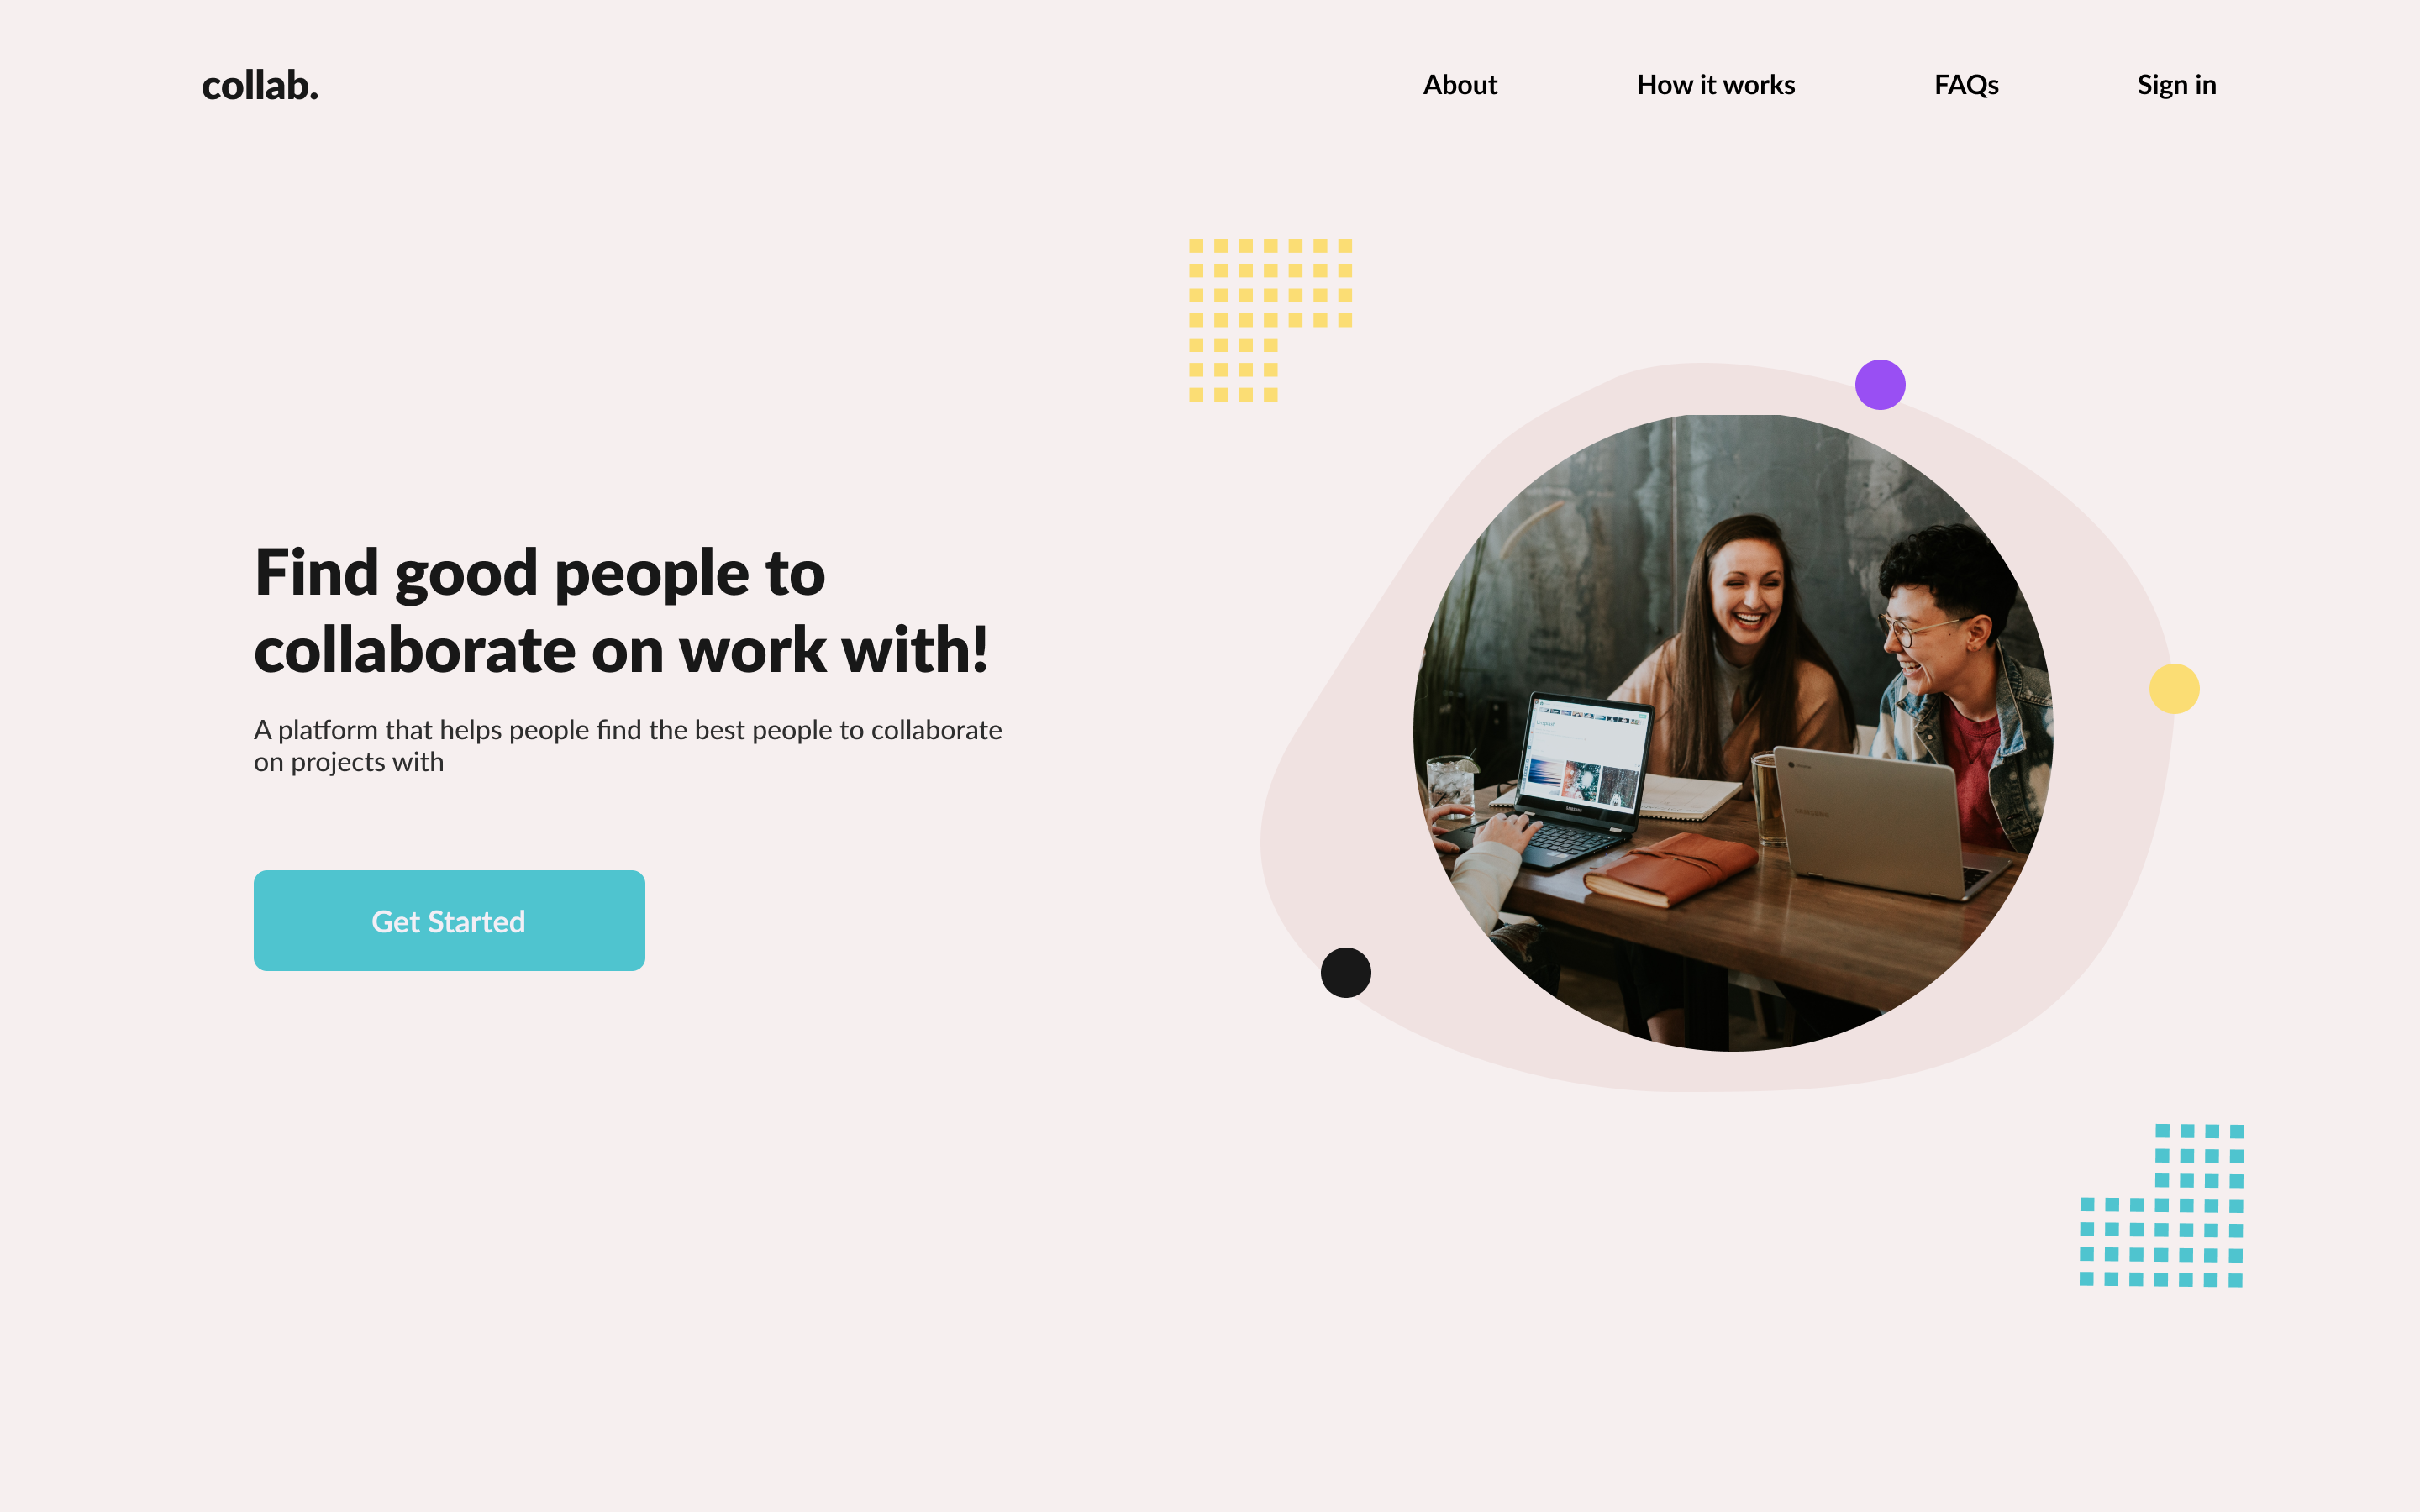 collab.
About
How it works
FAQs
Sign in
Find good people to
collaborate on work with!
A platform that helps people find the best people to collaborate
on projects with
Get Started
SAMSUNG